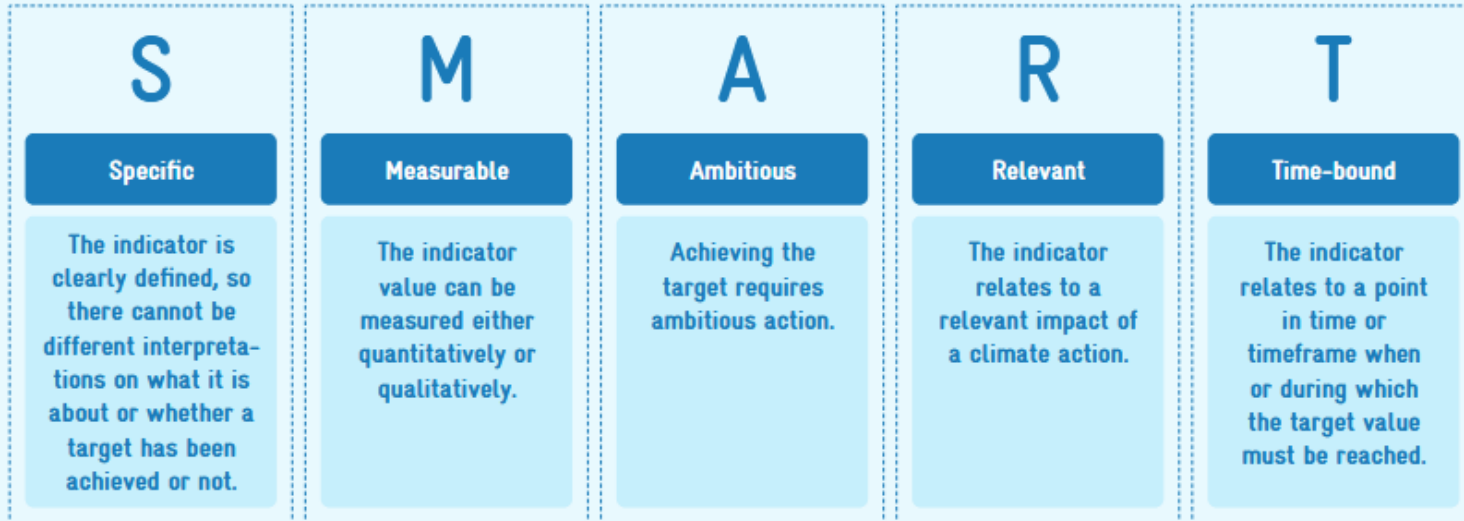 S
Specific
The indicator is
clearly defined, so
there cannot be
different interpreta-
tions on what it is
about or whether a
target has been
achieved or not.
M
Measurable
The indicator
value can be
measured either
quantitatively or
qualitatively.
A
Ambitious
Achieving the
target requires
ambitious action.
R
Relevant
The indicator
relates to a
relevant impact of
a climate action.
T
Time-bound
The indicator
relates to a point
in time or
timeframe when
or during which
the target value
must be reached.